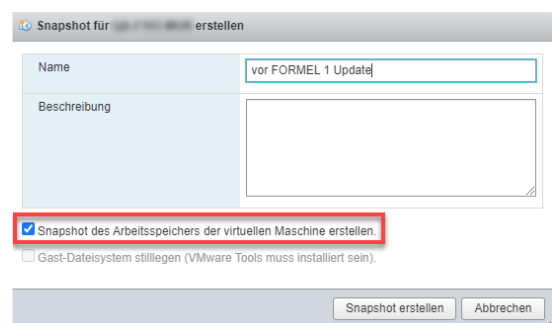 Snapshot für erstellen
Name
vor FORMEL 1 Update
Beschreibung
Snapshot des Arbeitsspeichers der virtuellen Maschine erstellen.
Gast-Dateisystem stilllegen (VMware Tools muss installiert sein).
Snapshot erstellen
Abbrechen